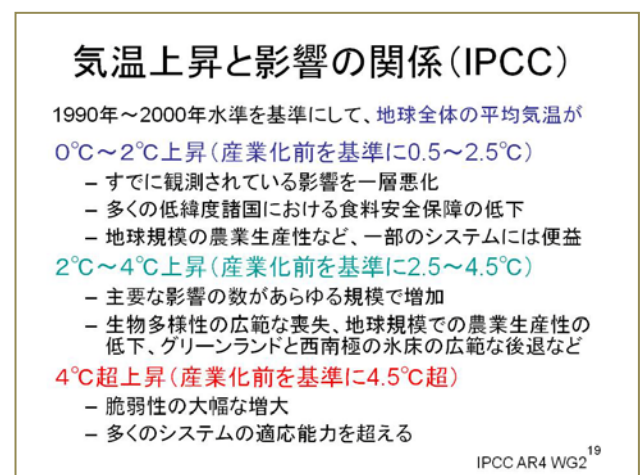 気温上昇と影響の関係(IPCC)
1990年～2000年水準を基準にして、地球全体の平均気温が
0℃～2℃上昇(産業化前を基準に0.5～2.5℃)
– すでに観測されている影響を一層悪化
– 多くの低緯度諸国における食料安全保障の低下
– 地球規模の農業生産性など、一部のシステムには便益
2℃～4℃上昇(産業化前を基準に2.5～4.5℃)
– 主要な影響の数があらゆる規模で増加
– 生物多様性の広範な喪失、地球規模での農業生産性の
低下、グリーンランドと西南極の氷床の広範な後退など
4℃超上昇(産業化前を基準に4.5℃超)
– 脆弱性の大幅な増大
– 多くのシステムの適応能力を超える
IPCC AR4 WG2
19